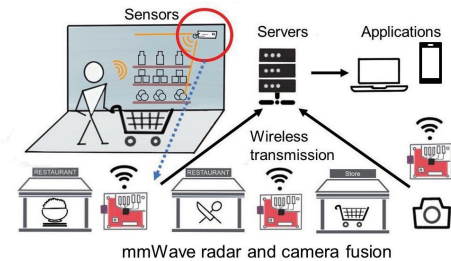 Sensors
Servers
Applications
Wireless
transmission
RESTAURANT
RESTAURANT
Store
mmWave radar and camera fusion